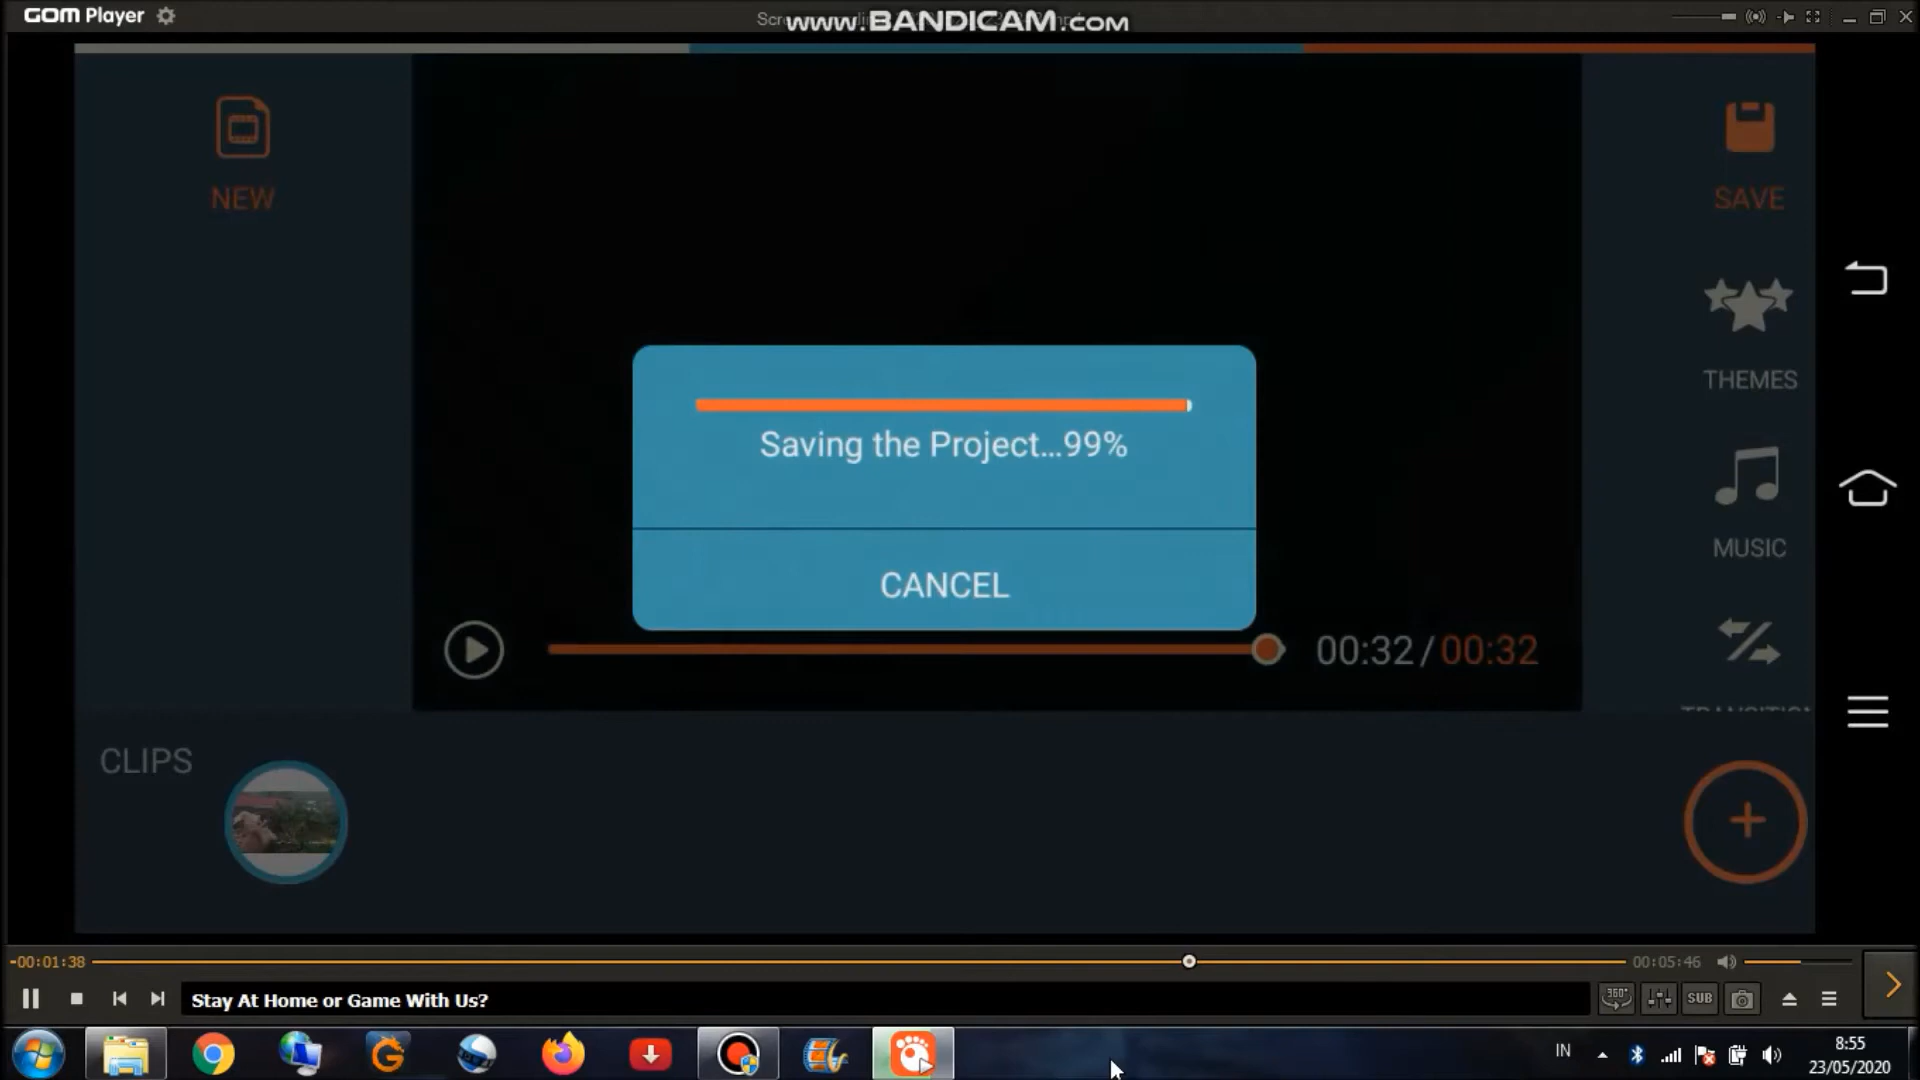 GOM Player
www.BANDICAM.com
NEW
SAVE
THEMES
MUSIC
Saving the Project...99%
CANCEL
00:32/00:32
CLIPS
-00:01:38
00:05:46
Stay At Home or Game With Us?
360°
SUB
IN
8:55
23/05/2020